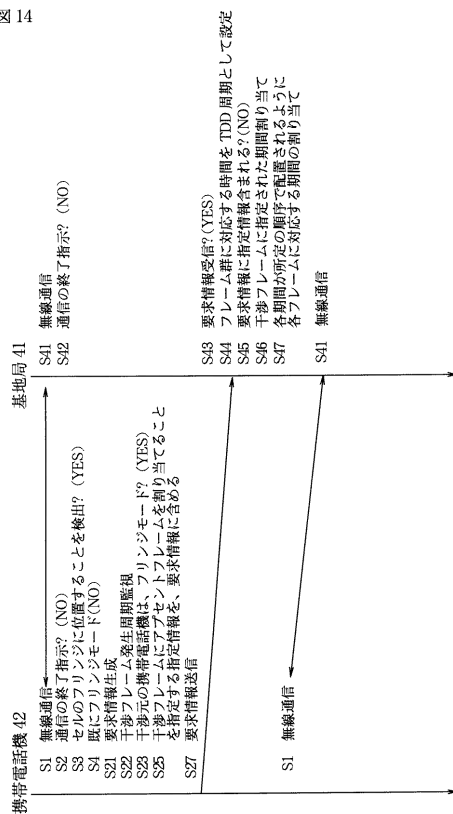 図 14
携帯電話機 42
S1 無線通信
S2 通信の終了指示? (NO)
S3 セルのフリンジに位置することを検出? (YES)
S4 既にフリンジモード(NO)
S21 要求情報生成
S22 干渉フレーム発生周期監視
S23 干渉元の携帯電話機は、フリンジモード? (YES)
S25 干渉フレームにアブセントフレームを割り当てること
を指定する指定情報を、要求情報に含める
S27 要求情報送信
S1 無線通信
基地局 41
S41 無線通信
S42 通信の終了指示? (NO)
S43 要求情報受信? (YES)
S44 フレーム群に対応する時間を TDD 周期として設定
S45 要求情報に指定情報含まれる? (NO)
S46 干渉フレームに指定された期間割り当て
S47 各期間が所定の順序で配置されるように
各フレームに対応する期間の割り当て
S41 無線通信